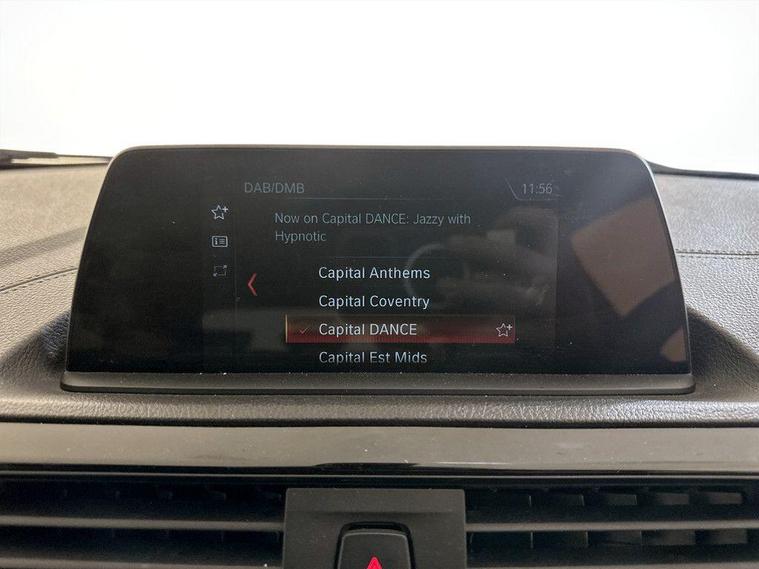 DAB/DMB
11:56
Now on Capital DANCE: Jazzy with
Hypnotic
Capital Anthems
Capital Coventry
Capital DANCE
Capital Est Mids